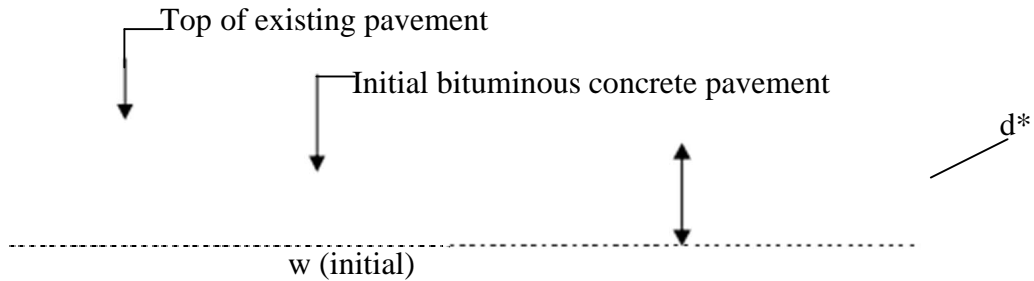 Top of existing pavement
Initial bituminous concrete pavement
d*
w (initial)